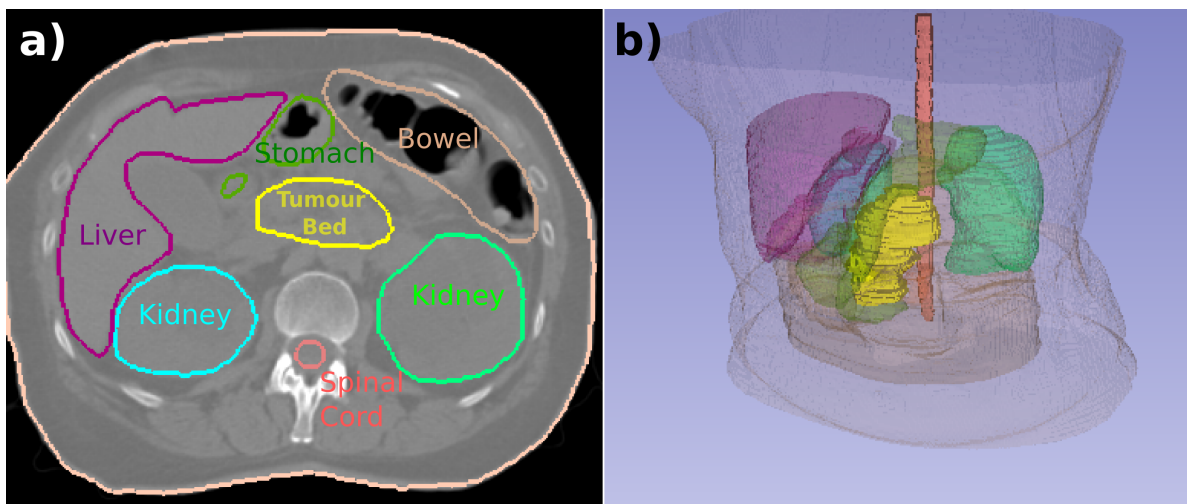 a)
b)
Bowel
Stomach
Tumour
Bed
Liver
Kidney
Kidney
Spinal
Cord